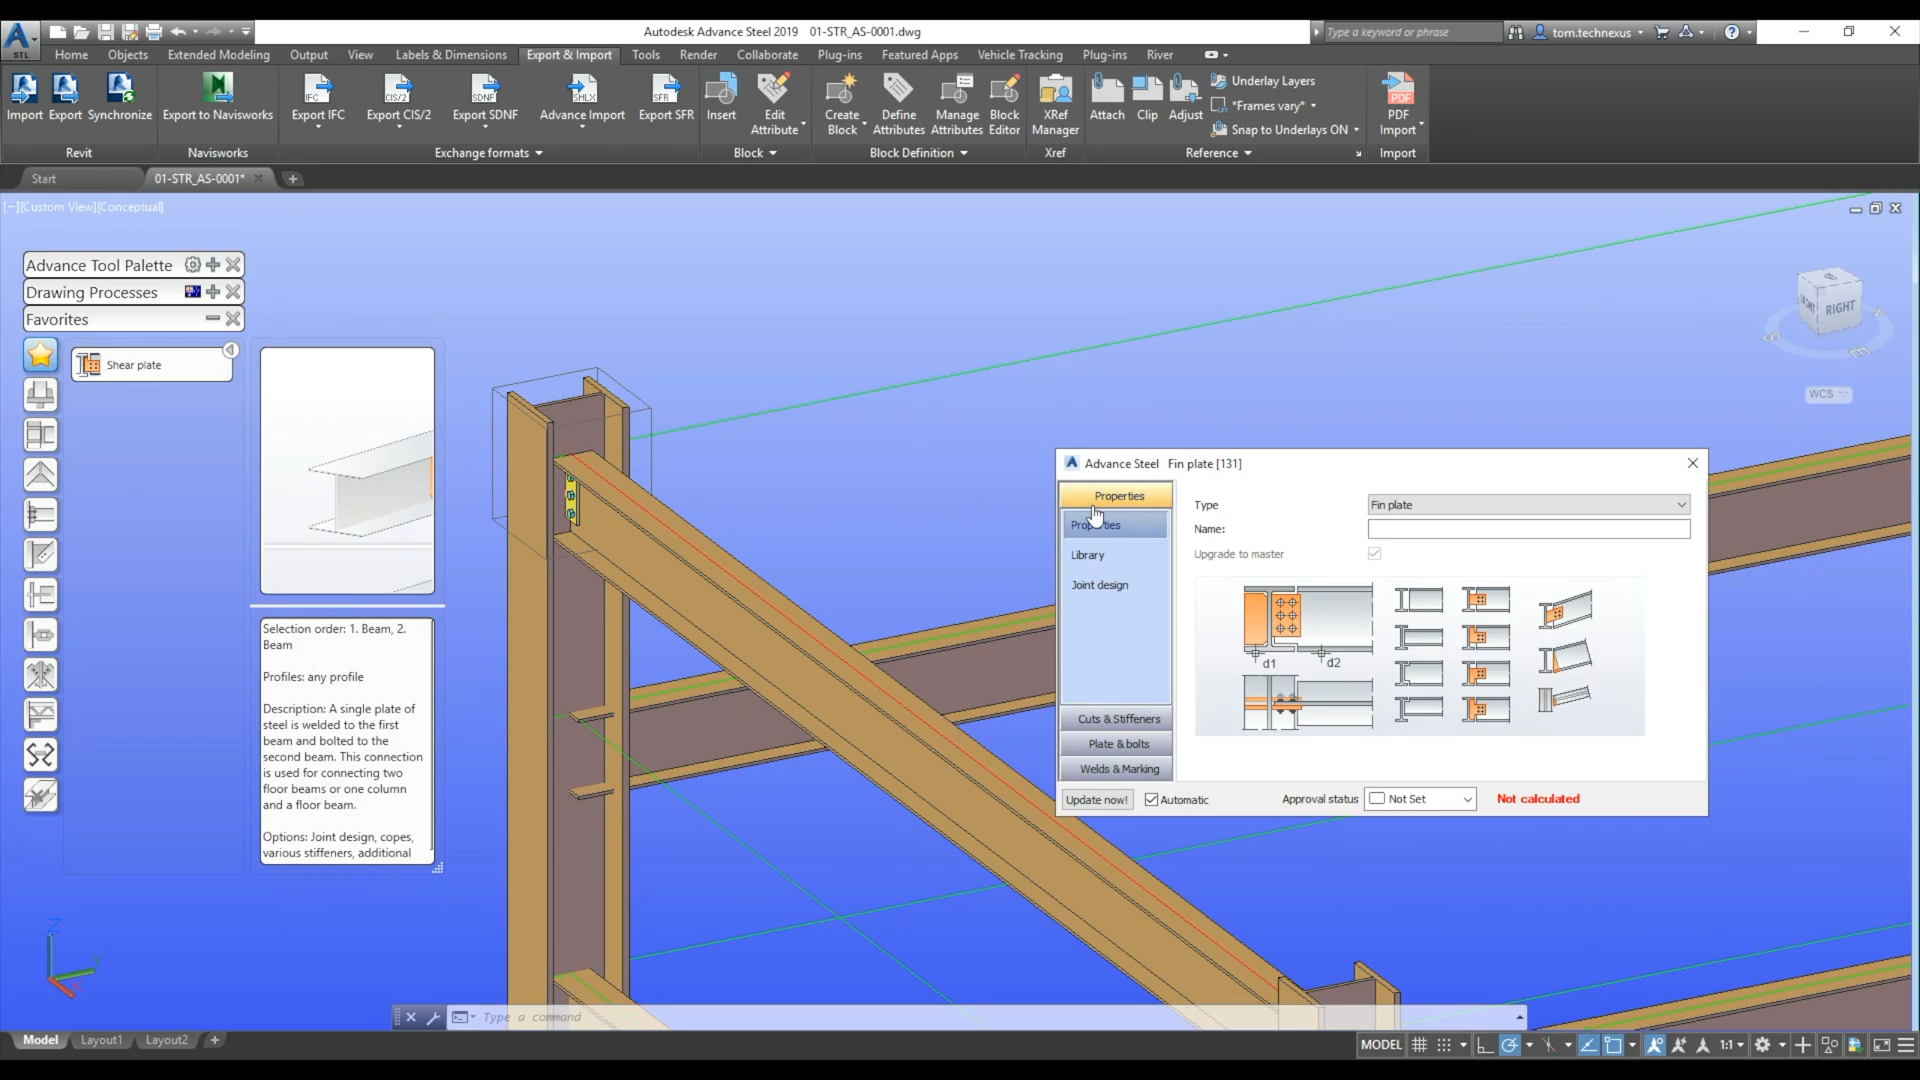 Autodesk Advance Steel 2019 01-STR_AS-0001.dwg
Type a keyword or phrase
tom.technexus
STL
Home Objects Extended Modeling Output View Labels & Dimensions Export & Import Tools Render Collaborate Plug-ins Featured Apps Vehicle Tracking Plug-ins River
Import Export Synchronize
Export to Navisworks
Export IFC Export CIS/2 Export SDNF Advance Import Export SFR
IFC CIS/2 SDNF SMLX SFR
Insert Edit Attribute
Create Block Define Attributes Manage Attributes Block Editor
XRef Manager
Attach Clip Adjust
Underlay Layers
*Frames vary*
Snap to Underlays ON
PDF
PDF Import
Revit Navisworks Exchange formats Block Block Definition Xref Reference Import
Start 01-STR_AS-0001*
[−][Custom View][Conceptual]
Advance Tool Palette
Drawing Processes
Favorites
Shear plate
Selection order: 1. Beam, 2.
Beam
Profiles: any profile
Description: A single plate of
steel is welded to the first
beam and bolted to the
second beam. This connection
is used for connecting two
floor beams or one column
and a floor beam.
Options: Joint design, copes,
various stiffeners, additional
RIGHT
WCS
Advance Steel Fin plate [131]
Properties
Properties
Library
Joint design
Cuts & Stiffeners
Plate & bolts
Welds & Marking
Type Fin plate
Name:
Upgrade to master
d1 d2
Update now! Automatic Approval status Not Set Not calculated
Z
Y
Type a command
Model Layout1 Layout2
MODEL 1:1